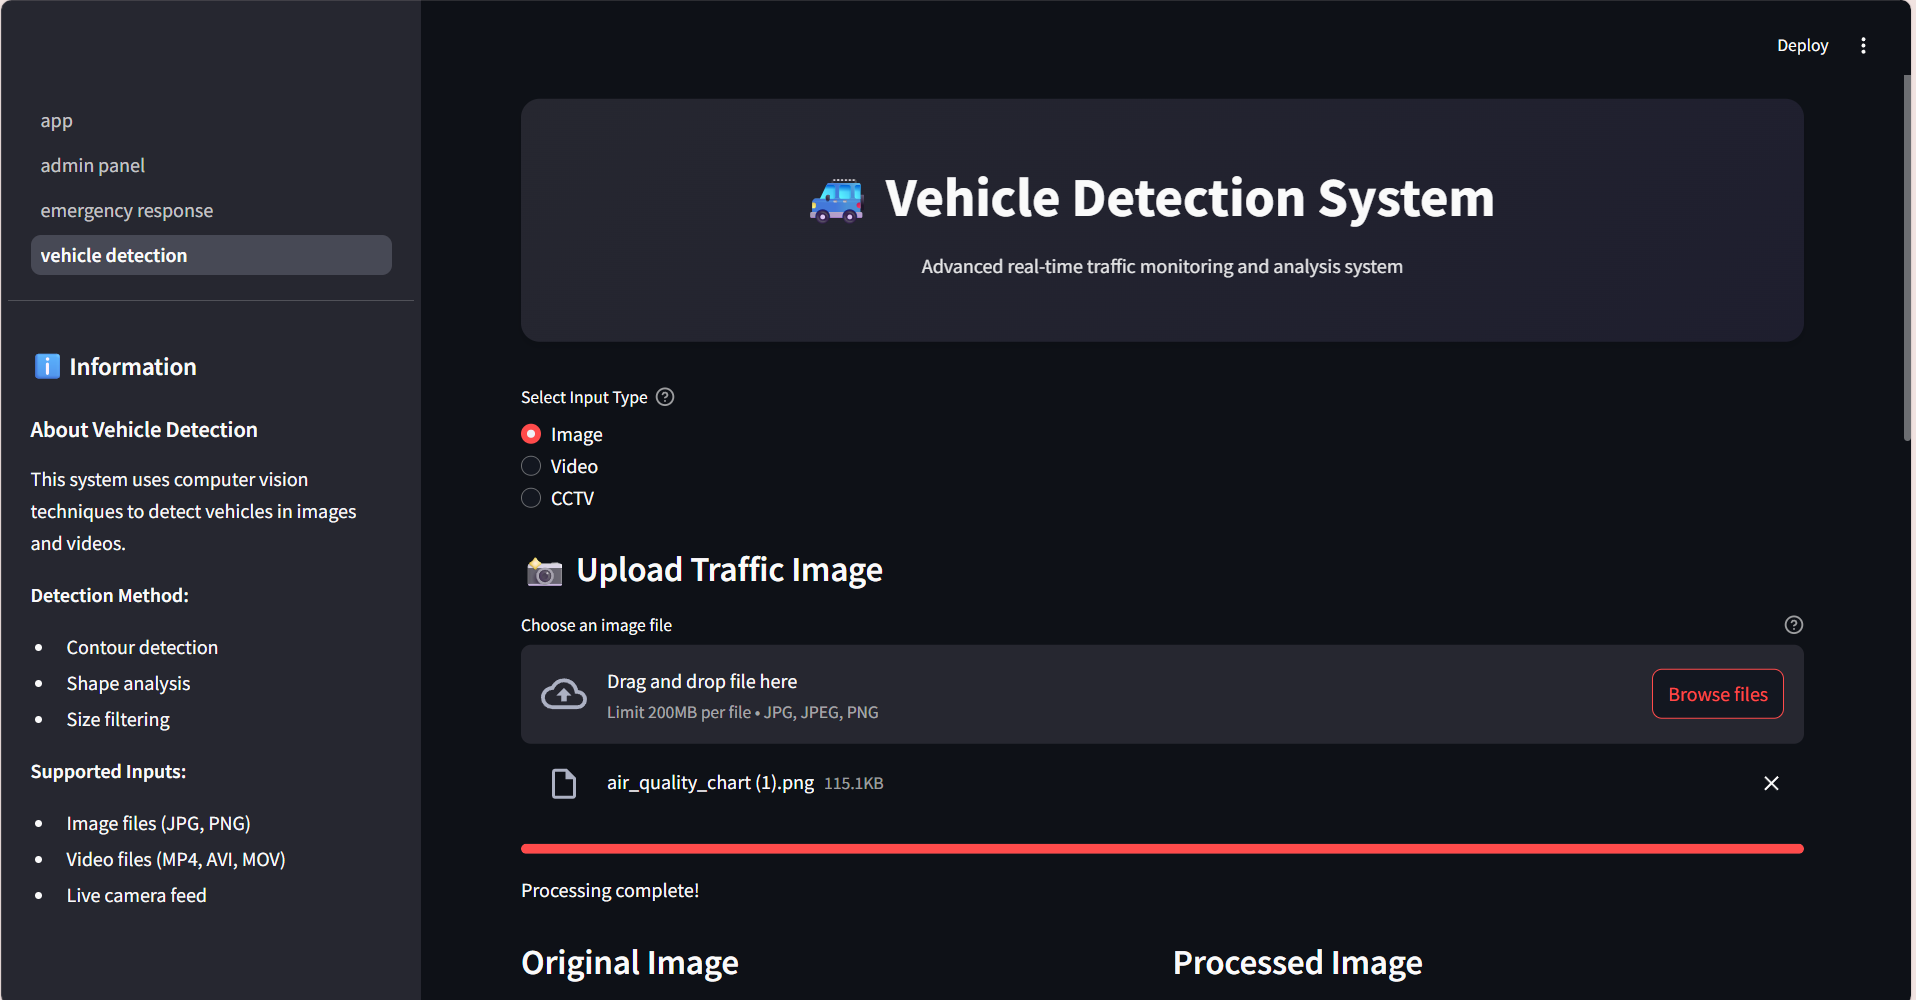 Deploy
app
admin panel
emergency response
vehicle detection
Information
About Vehicle Detection
This system uses computer vision
techniques to detect vehicles in images
and videos.
Detection Method:
• Contour detection
• Shape analysis
• Size filtering
Supported Inputs:
• Image files (JPG, PNG)
• Video files (MP4, AVI, MOV)
• Live camera feed
Vehicle Detection System
Advanced real-time traffic monitoring and analysis system
Select Input Type
Image
Video
CCTV
Upload Traffic Image
Choose an image file
Drag and drop file here
Limit 200MB per file • JPG, JPEG, PNG
Browse files
air_quality_chart (1).png 115.1KB
Processing complete!
Original Image
Processed Image